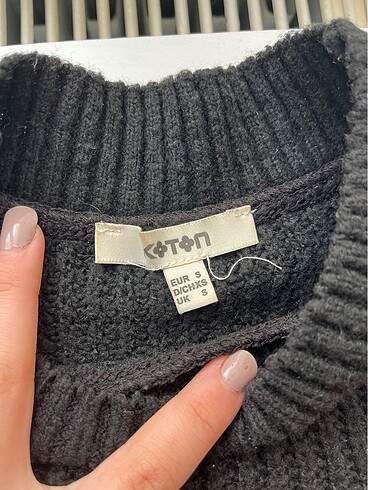 KOTON
EUR S
D/CH XS
UK S